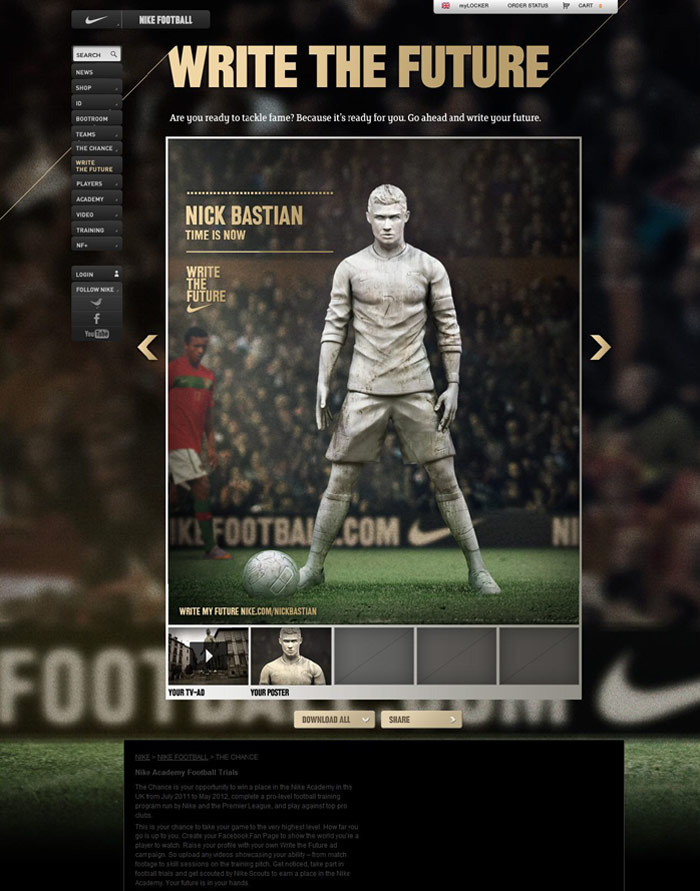 NIKE FOOTBALL
myLOCKER
ORDER STATUS
CART
SEARCH
NEWS
SHOP
ID
BOOTROOM
TEAMS
THE CHANCE
WRITE
THE FUTURE
PLAYERS
ACADEMY
VIDEO
TRAINING
NF+
LOGIN
FOLLOW NIKE
YouTube
WRITE THE FUTURE
Are you ready to tackle fame? Because it's ready for you. Go ahead and write your future.
NICK BASTIAN
TIME IS NOW
WRITE
THE
FUTURE
7
FOOTBALL.COM
NI
WRITE MY FUTURE NIKE.COM/NICKBASTIAN
YOUR TV-AD
YOUR POSTER
FOOTBALL.COM
DOWNLOAD ALL
SHARE
NIKE > NIKE FOOTBALL > THE CHANCE
Nike Academy Football Trials
The Chance is your opportunity to win a place in the Nike Academy in the
UK from July 2011 to May 2012, complete a pro-level football training
program run by Nike and the Premier League, and play against top pro
clubs.
This is your chance to take your game to the very highest level. How far you
go is up to you. Create your Facebook Fan Page to show the world you're a
player to watch. Raise your profile with your own Write the Future ad
campaign. So upload any videos showcasing your ability – from match
footage to skill sessions on the training pitch. Get noticed, take part in
football trials and get scouted by Nike Scouts to earn a place in the Nike
Academy. Your future is in your hands.